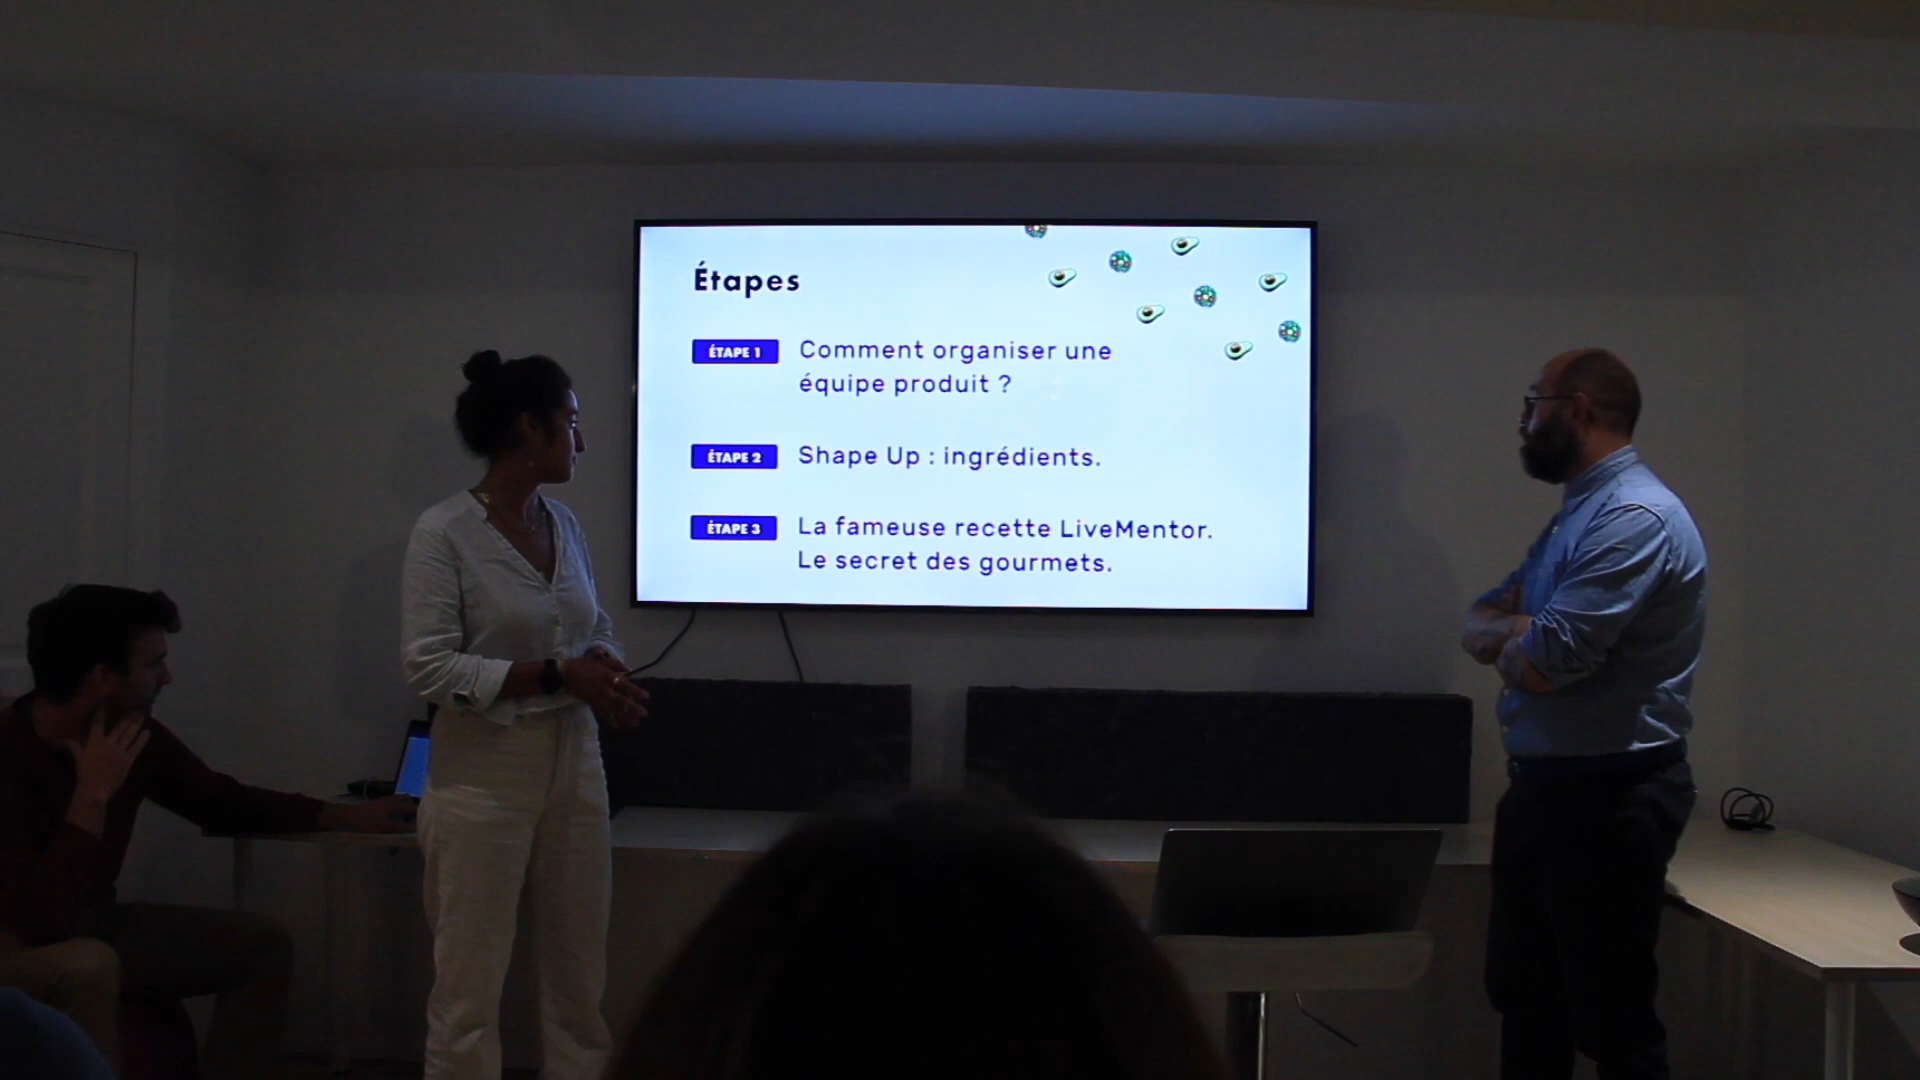 Étapes
ÉTAPE 1
Comment organiser une
équipe produit ?
ÉTAPE 2
Shape Up : ingrédients.
ÉTAPE 3
La fameuse recette LiveMentor.
Le secret des gourmets.